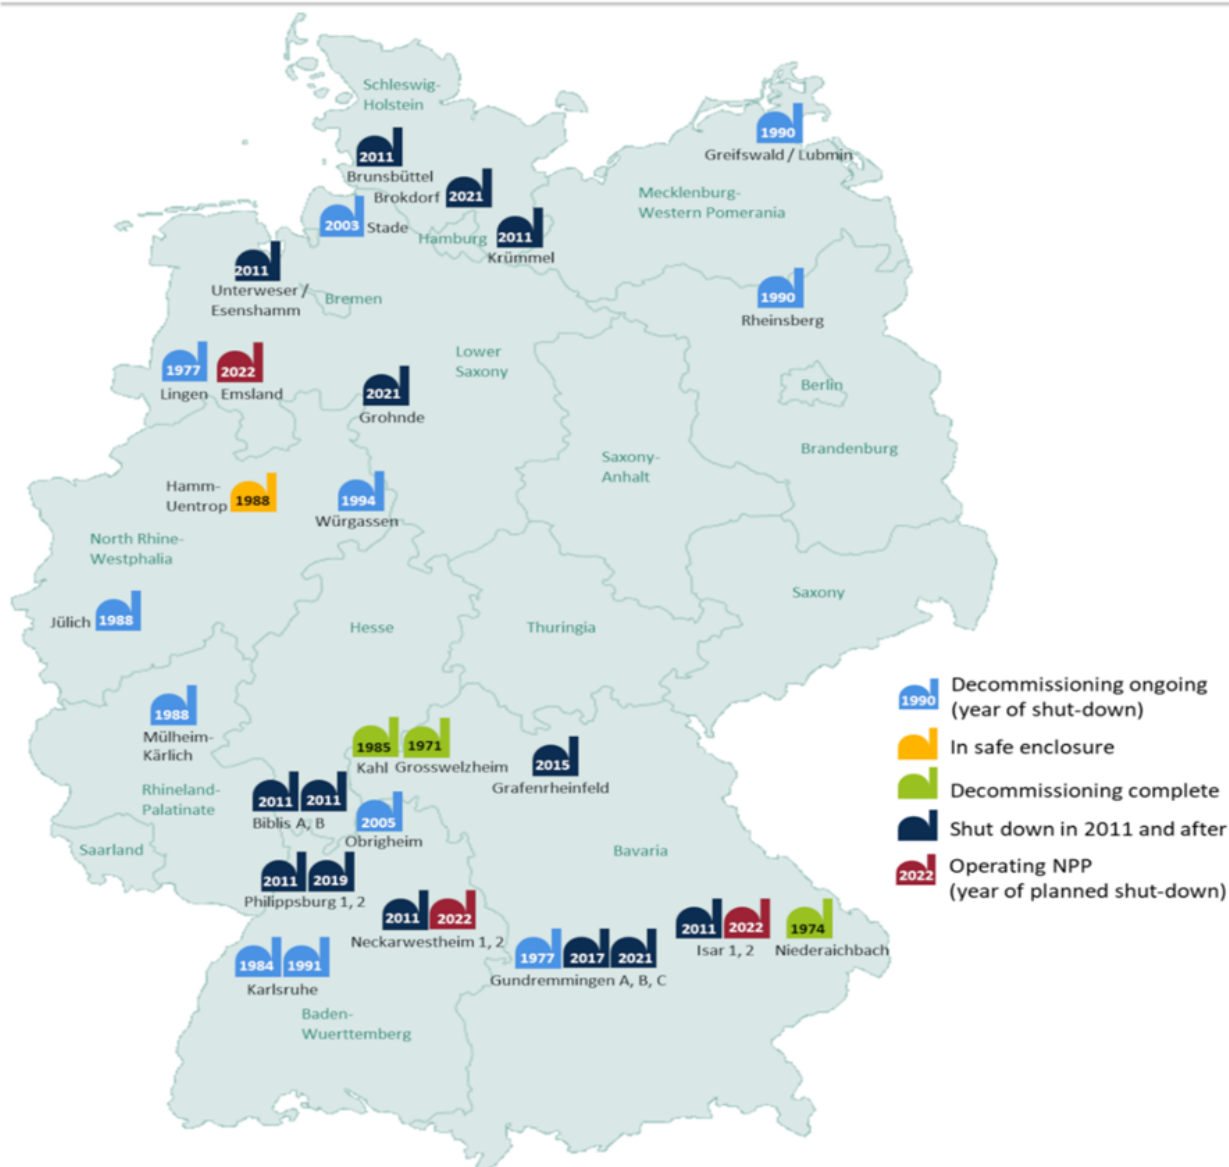 Schleswig-
Holstein
2011
Brunsbüttel
1990
Greifswald / Lubmin
Brokdorf 2021
Mecklenburg-
Western Pomerania
2003 Stade
Hamburg
2011
Krümmel
2011
Unterweser /
Esenshamm
Bremen
1990
Rheinsberg
1977 2022
Lingen Emsland
Lower
Saxony
2021
Grohnde
Berlin
Brandenburg
Saxony-
Anhalt
Hamm-
Uentrop 1988
1994
Würgassen
North Rhine-
Westphalia
Saxony
Jülich 1988
Hesse
Thuringia
1988
Mülheim-
Kärlich
1985 1971
Kahl Grosswelzheim
2015
Grafenrheinfeld
Rhineland-
Palatinate
2011 2011
Biblis A, B
2005
Obrigheim
Saarland
Bavaria
2011 2019
Philippsburg 1, 2
2011 2022
Neckarwestheim 1, 2
2011 2022
Isar 1, 2
1974
Niederaichbach
1984 1991
Karlsruhe
1977 2017 2021
Gundremmingen A, B, C
Baden-
Wuerttemberg
1990 Decommissioning ongoing
(year of shut-down)
In safe enclosure
Decommissioning complete
Shut down in 2011 and after
2022 Operating NPP
(year of planned shut-down)